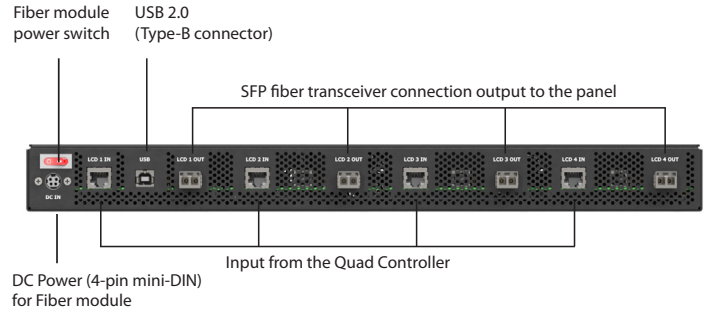 Fiber module
power switch
USB 2.0
(Type-B connector)
SFP fiber transceiver connection output to the panel
LCD 1 IN
USB
LCD 1 OUT
LCD 2 IN
LCD 2 OUT
LCD 3 IN
LCD 3 OUT
LCD 4 IN
LCD 4 OUT
DC IN
Input from the Quad Controller
DC Power (4-pin mini-DIN)
for Fiber module